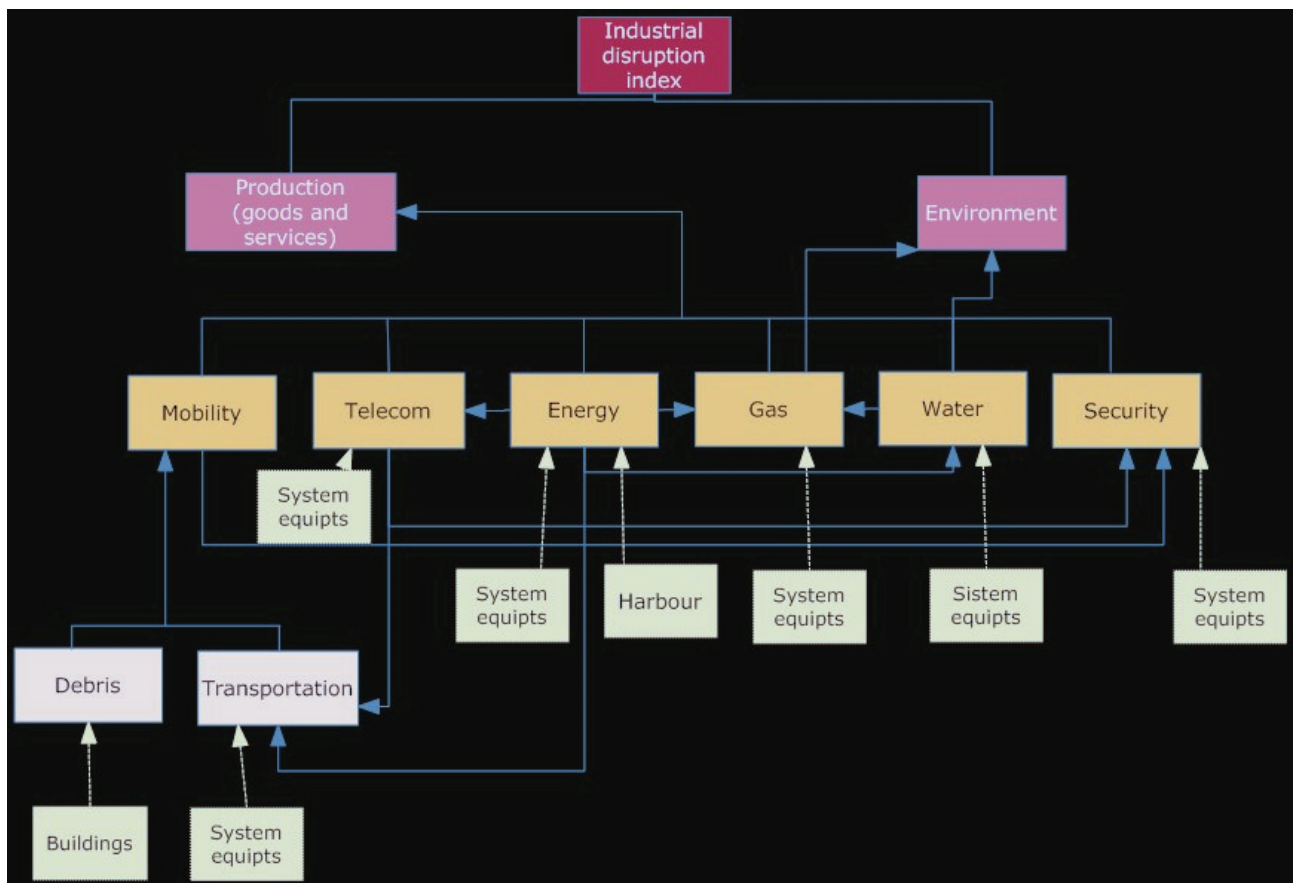 Industrial
disruption
index
Production
(goods and
services)
Environment
Mobility
Telecom
Energy
Gas
Water
Security
System
equipts
System
equipts
Harbour
System
equipts
Sistem
equipts
System
equipts
Debris
Transportation
Buildings
System
equipts